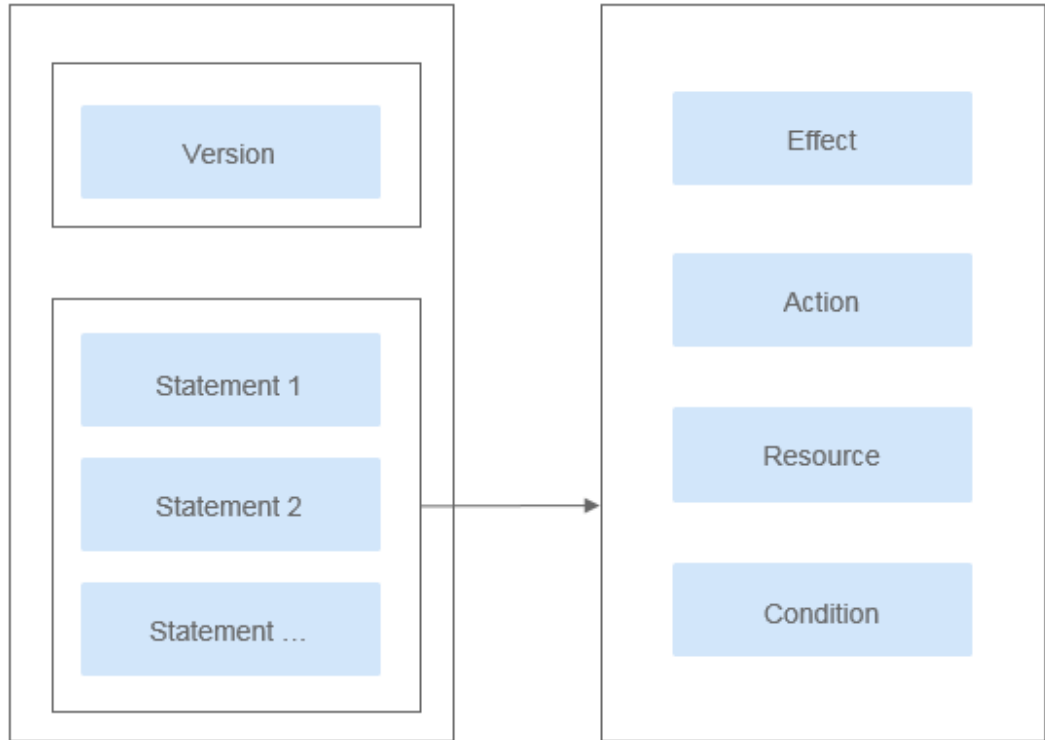 Version
Statement 1
Statement 2
Statement ...
Effect
Action
Resource
Condition